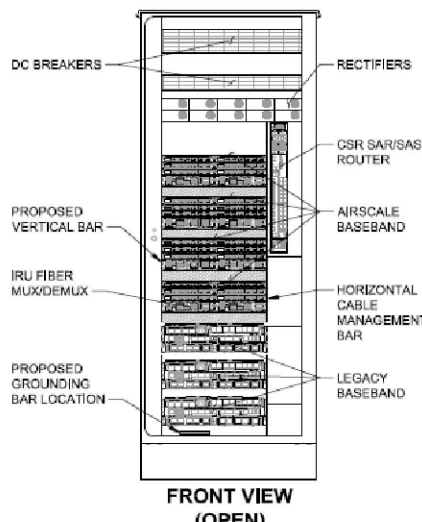 DC BREAKERS
RECTIFIERS
CSR SAR/SAS
ROUTER
PROPOSED
VERTICAL BAR
AIRSCALE
BASEBAND
IRU FIBER
MUX/DEMUX
HORIZONTAL
CABLE
MANAGEMENT
BAR
PROPOSED
GROUNDING
BAR LOCATION
LEGACY
BASEBAND
FRONT VIEW
(OPEN)